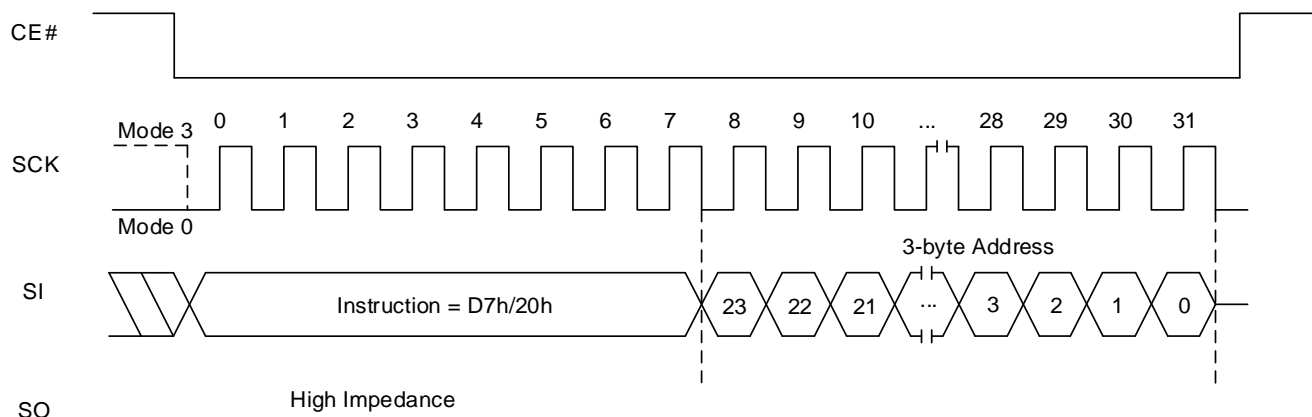 CE#
0 1 2 3 4 5 6 7 8 9 10 ... 28 29 30 31
Mode 3
SCK
Mode 0
3-byte Address
SI
Instruction = D7h/20h 23 22 21 ... 3 2 1 0
High Impedance
SO